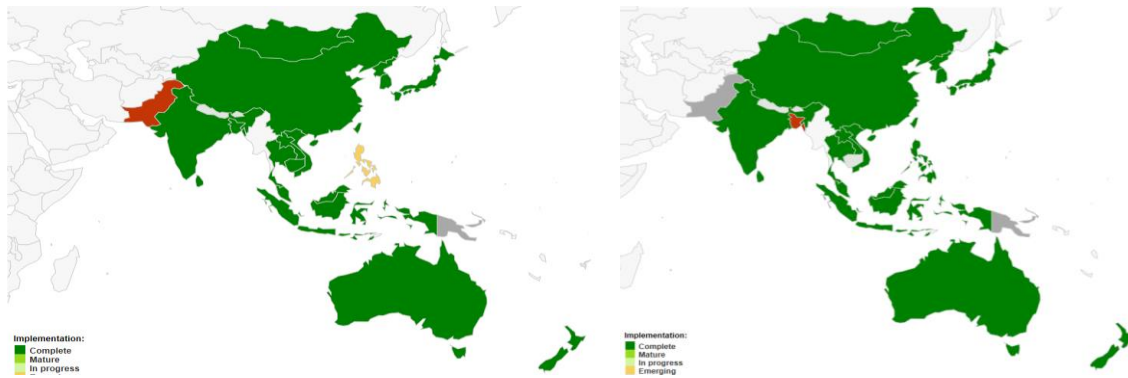 Implementation:
Complete
Mature
In progress
Implementation:
Complete
Mature
In progress
Emerging